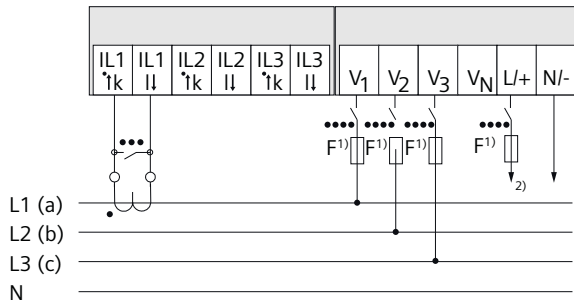 IL1 IL1 IL2 IL2 IL3 IL3
k l k l k l V1 V2 V3 VN L/+ N/-
F1) F1) F1) F1)
2)
L1 (a)
L2 (b)
L3 (c)
N